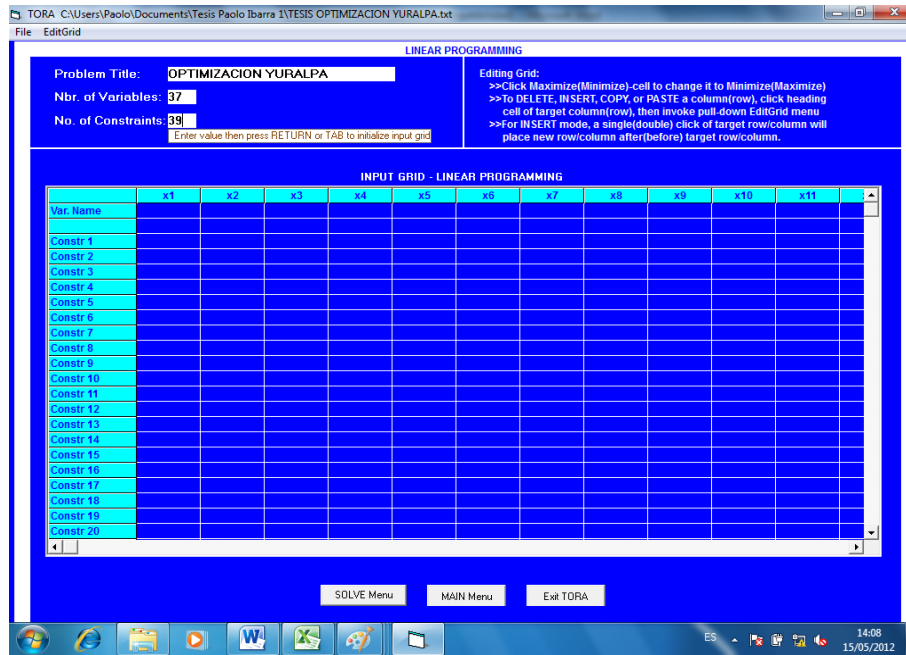 TORA C:\Users\Paolo\Documents\Tesis Paolo Ibarra 1\TESIS OPTIMIZACION YURALPA.txt
File EditGrid
LINEAR PROGRAMMING
Problem Title: OPTIMIZACION YURALPA
Nbr. of Variables: 37
No. of Constraints: 39
Enter value then press RETURN or TAB to initialize input grid
Editing Grid:
>>Click Maximize(Minimize)-cell to change it to Minimize(Maximize)
>>To DELETE, INSERT, COPY, or PASTE a column(row), click heading
cell of target column(row), then invoke pull-down EditGrid menu
>>For INSERT mode, a single(double) click of target row/column will
place new row/column after(before) target row/column.
INPUT GRID - LINEAR PROGRAMMING
x1 x2 x3 x4 x5 x6 x7 x8 x9 x10 x11
Var. Name
Constr 1
Constr 2
Constr 3
Constr 4
Constr 5
Constr 6
Constr 7
Constr 8
Constr 9
Constr 10
Constr 11
Constr 12
Constr 13
Constr 14
Constr 15
Constr 16
Constr 17
Constr 18
Constr 19
Constr 20
SOLVE Menu MAIN Menu Exit TORA
ES 14:08
15/05/2012